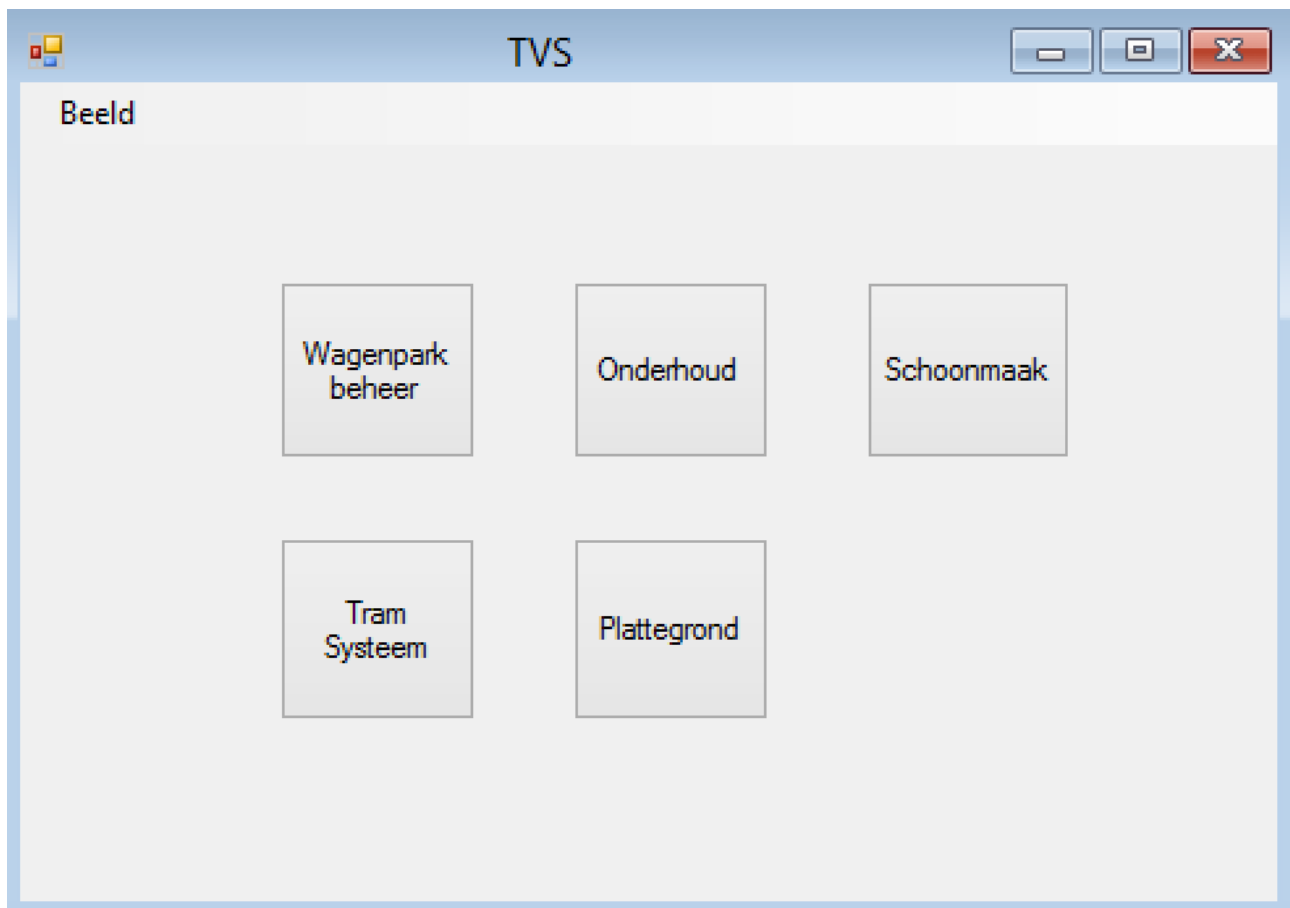 TVS
Beeld
Wagenpark
beheer
Onderhoud
Schoonmaak
Tram
Systeem
Plattegrond